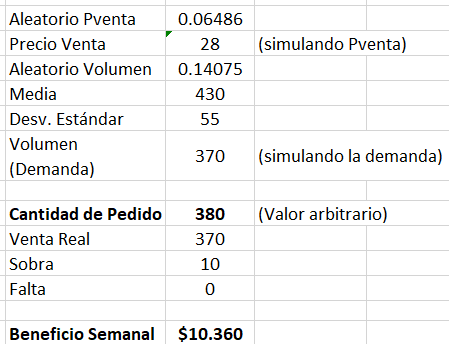 Aleatorio Pventa 0.06486
Precio Venta 28 (simulando Pventa)
Aleatorio Volumen 0.14075
Media 430
Desv. Estándar 55
Volumen
(Demanda) 370 (simulando la demanda)
Cantidad de Pedido 380 (Valor arbitrario)
Venta Real 370
Sobra 10
Falta 0
Beneficio Semanal $10.360